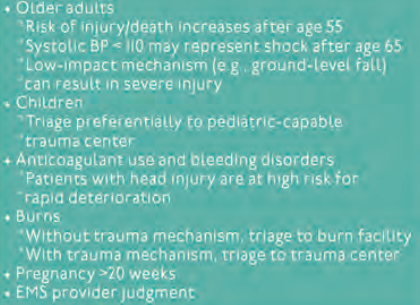 + Older adults
°Risk of injury/death increases after age 55
°Systolic BP < 110 may represent shock after age 65
°Low-impact mechanism (e.g., ground-level fall)
°can result in severe injury
+ Children
°Triage preferentially to pediatric-capable
°trauma center
+ Anticoagulant use and bleeding disorders
°Patients with head injury are at high risk for
°rapid deterioration
+ Burns
°Without trauma mechanism, triage to burn facility
°With trauma mechanism, triage to trauma center
+ Pregnancy >20 weeks
+ EMS provider judgment